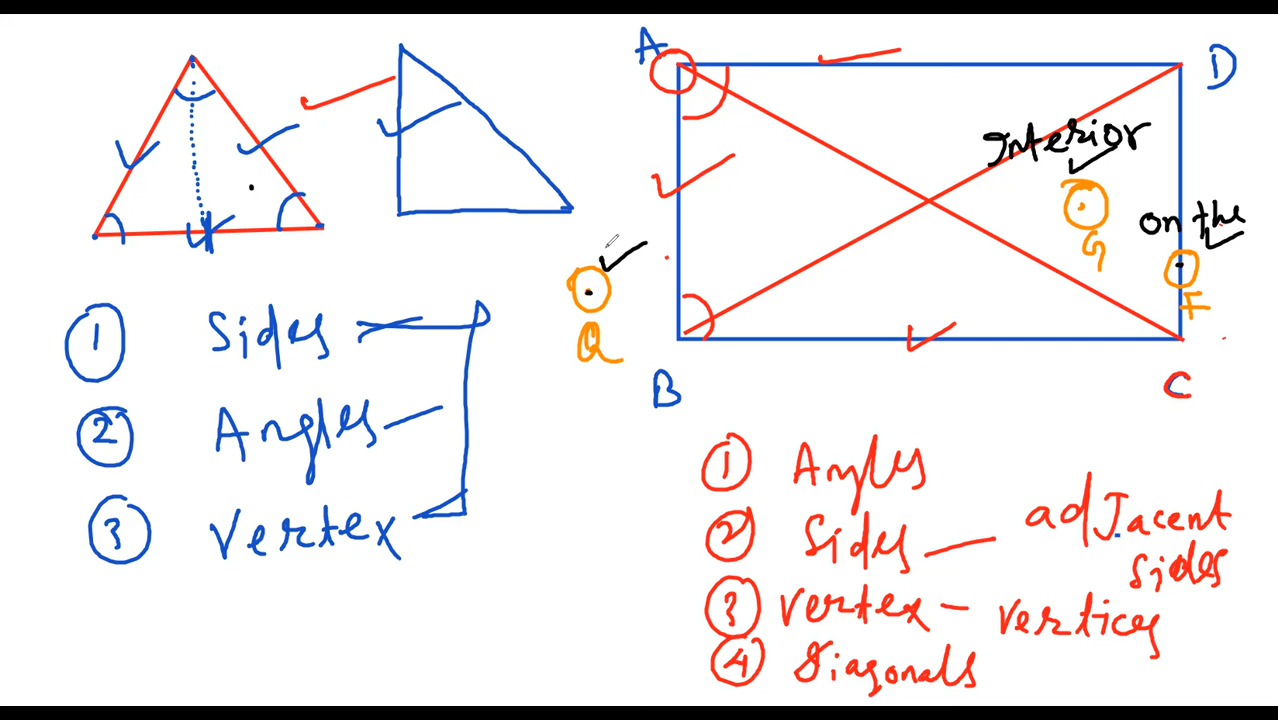 A
D
Interior
G
on the
F
Q
B
C
1 Sides
2 Angles
3 Vertex
1 Angles
2 Sides — adjacent
sides
3 vertex — vertices
4 Diagonals